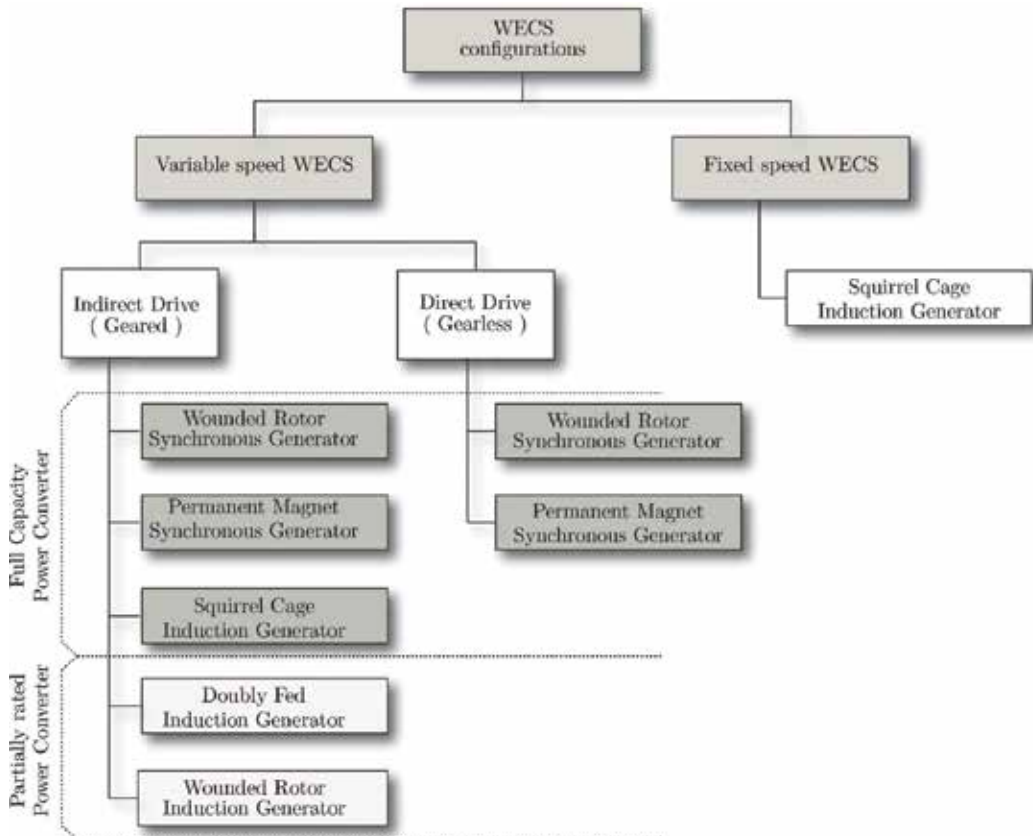 WECS
configurations
Variable speed WECS
Fixed speed WECS
Indirect Drive
( Geared )
Direct Drive
( Gearless )
Squirrel Cage
Induction Generator
Full Capacity
Power Converter
Wounded Rotor
Synchronous Generator
Wounded Rotor
Synchronous Generator
Permanent Magnet
Synchronous Generator
Permanent Magnet
Synchronous Generator
Squirrel Cage
Induction Generator
Partially rated
Power Converter
Doubly Fed
Induction Generator
Wounded Rotor
Induction Generator